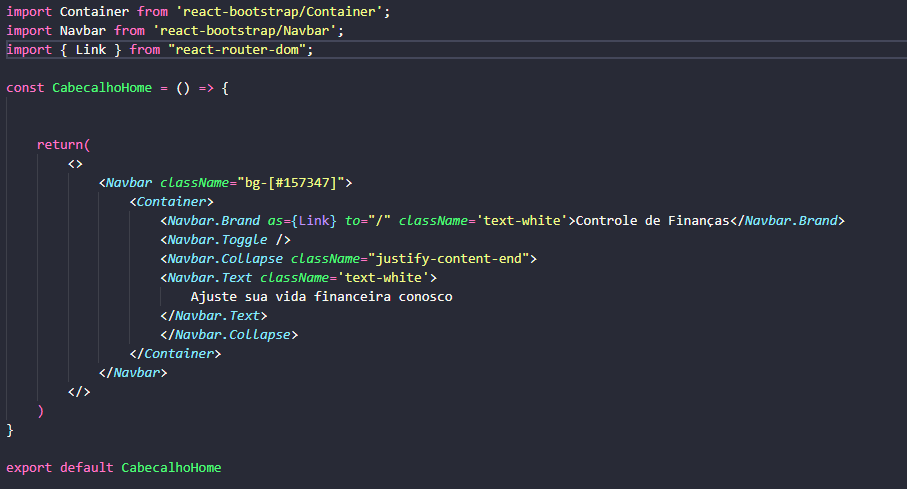 import Container from 'react-bootstrap/Container';
import Navbar from 'react-bootstrap/Navbar';
import { Link } from "react-router-dom";
const CabecalhoHome = () => {
return(
<>
<Navbar className="bg-[#157347]">
<Container>
<Navbar.Brand as={Link} to="/" className='text-white'>Controle de Finanças</Navbar.Brand>
<Navbar.Toggle />
<Navbar.Collapse className="justify-content-end">
<Navbar.Text className='text-white'>
Ajuste sua vida financeira conosco
</Navbar.Text>
</Navbar.Collapse>
</Container>
</Navbar>
</>
)
}
export default CabecalhoHome